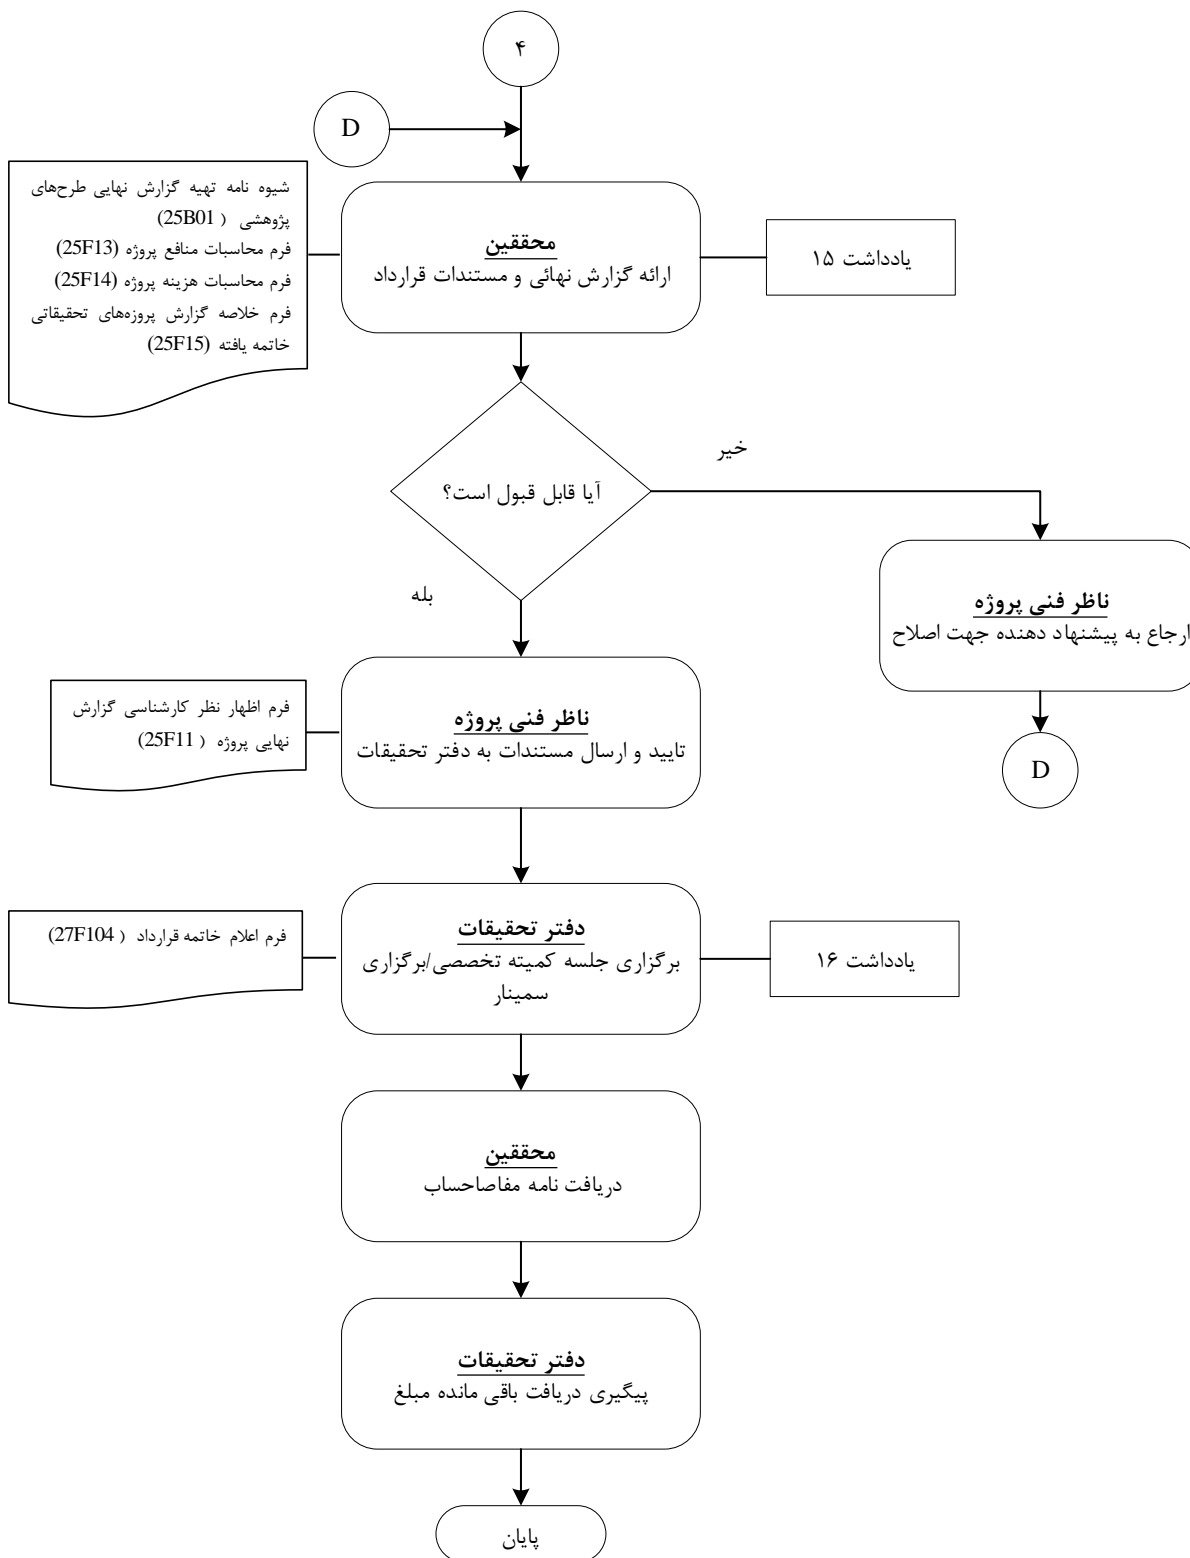 ۴
D
شیوه نامه تهیه گزارش نهایی طرح‌های
پژوهشی ( 25B01)
فرم محاسبات منافع پروژه (25F13)
فرم محاسبات هزینه پروژه (25F14)
فرم خلاصه گزارش پروزه‌های تحقیقاتی
خاتمه یافته (25F15)
محققین
ارائه گزارش نهائی و مستندات قرارداد
یادداشت ۱۵
آیا قابل قبول است؟
خیر
بله
ناظر فنی پروژه
ارجاع به پیشنهاد دهنده جهت اصلاح
D
فرم اظهار نظر کارشناسی گزارش
نهایی پروژه ( 25F11)
ناظر فنی پروژه
تایید و ارسال مستندات به دفتر تحقیقات
فرم اعلام خاتمه قرارداد ( 27F104)
دفتر تحقیقات
برگزاری جلسه کمیته تخصصی/برگزاری
سمینار
یادداشت ۱۶
محققین
دریافت نامه مفاصاحساب
دفتر تحقیقات
پیگیری دریافت باقی مانده مبلغ
پایان